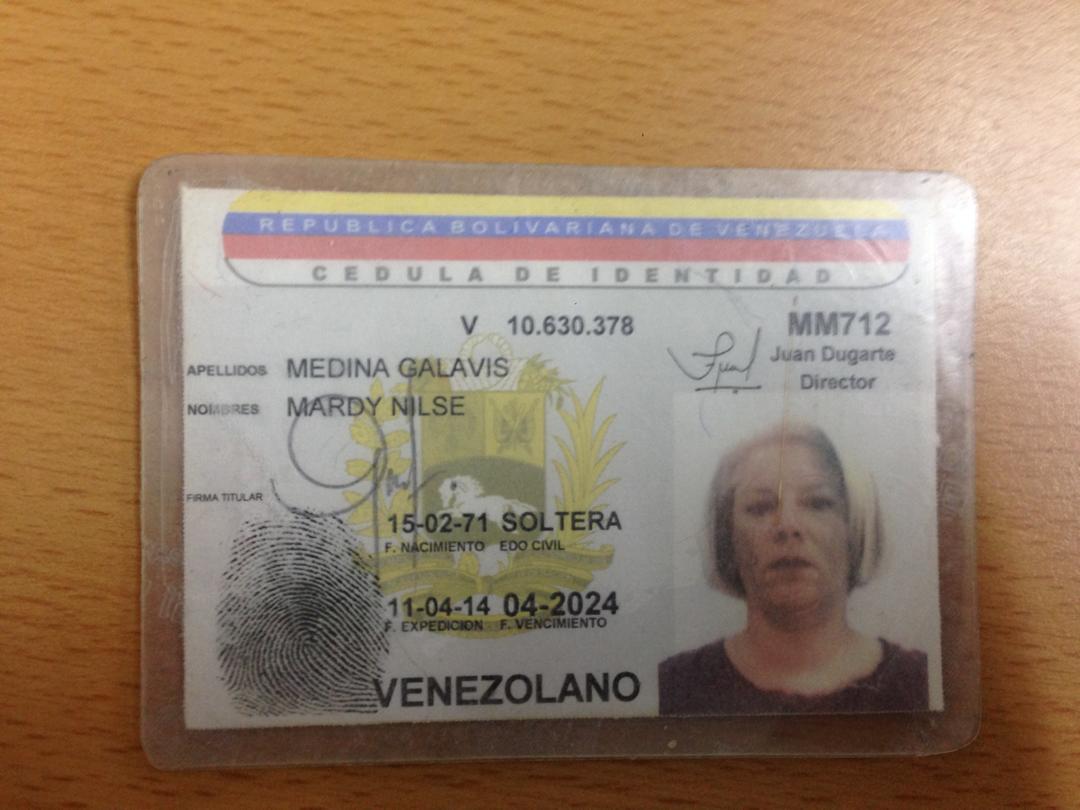 REPUBLICA BOLIVARIANA DE VENEZUELA
CEDULA DE IDENTIDAD
V 10.630.378
MM712
Juan Dugarte
Director
APELLIDOS MEDINA GALAVIS
NOMBRES MARDY NILSE
FIRMA TITULAR
15-02-71 SOLTERA
F. NACIMIENTO EDO CIVIL
11-04-14 04-2024
F. EXPEDICION F. VENCIMIENTO
VENEZOLANO